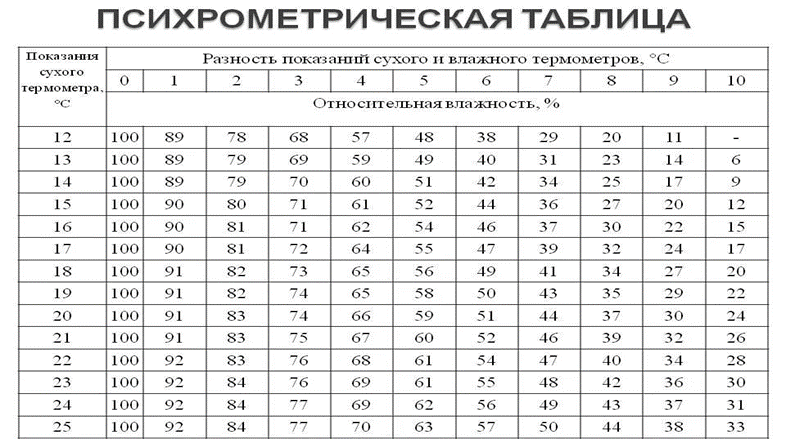 ПСИХРОМЕТРИЧЕСКАЯ ТАБЛИЦА
Показания сухого термометра, °C
Разность показаний сухого и влажного термометров, °C
0 1 2 3 4 5 6 7 8 9 10
Относительная влажность, %
12 100 89 78 68 57 48 38 29 20 11 -
13 100 89 79 69 59 49 40 31 23 14 6
14 100 89 79 70 60 51 42 34 25 17 9
15 100 90 80 71 61 52 44 36 27 20 12
16 100 90 81 71 62 54 46 37 30 22 15
17 100 90 81 72 64 55 47 39 32 24 17
18 100 91 82 73 65 56 49 41 34 27 20
19 100 91 82 74 65 58 50 43 35 29 22
20 100 91 83 74 66 59 51 44 37 30 24
21 100 91 83 75 67 60 52 46 39 32 26
22 100 92 83 76 68 61 54 47 40 34 28
23 100 92 84 76 69 61 55 48 42 36 30
24 100 92 84 77 69 62 56 49 43 37 31
25 100 92 84 77 70 63 57 50 44 38 33